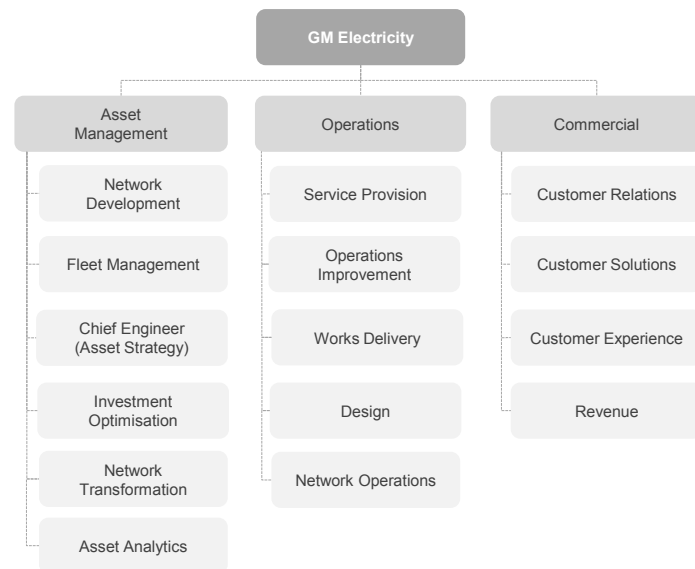 GM Electricity
Asset
Management
Operations
Commercial
Network
Development
Fleet Management
Chief Engineer
(Asset Strategy)
Investment
Optimisation
Network
Transformation
Asset Analytics
Service Provision
Operations
Improvement
Works Delivery
Design
Network Operations
Customer Relations
Customer Solutions
Customer Experience
Revenue